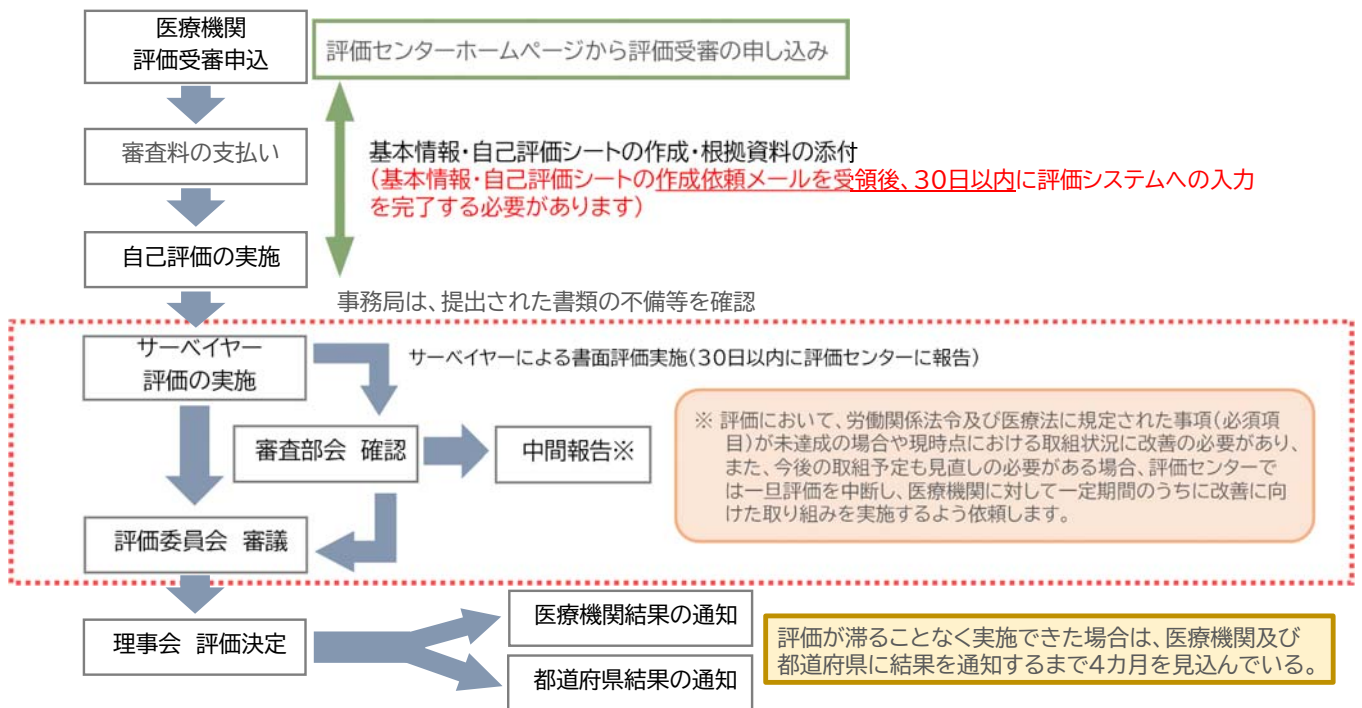 医療機関
評価受審申込
評価センターホームページから評価受審の申し込み
審査料の支払い
基本情報・自己評価シートの作成・根拠資料の添付
(基本情報・自己評価シートの作成依頼メールを受領後、30日以内に評価システムへの入力
を完了する必要があります)
自己評価の実施
事務局は、提出された書類の不備等を確認
サーベイヤー
評価の実施
サーベイヤーによる書面評価実施(30日以内に評価センターに報告)
審査部会 確認
中間報告※
※ 評価において、労働関係法令及び医療法に規定された事項(必須項
目)が未達成の場合や現時点における取組状況に改善の必要があり、
また、今後の取組予定も見直しの必要がある場合、評価センターで
は一旦評価を中断し、医療機関に対して一定期間のうちに改善に向
けた取り組みを実施するよう依頼します。
評価委員会 審議
理事会 評価決定
医療機関結果の通知
都道府県結果の通知
評価が滞ることなく実施できた場合は、医療機関及び
都道府県に結果を通知するまで4カ月を見込んでいる。